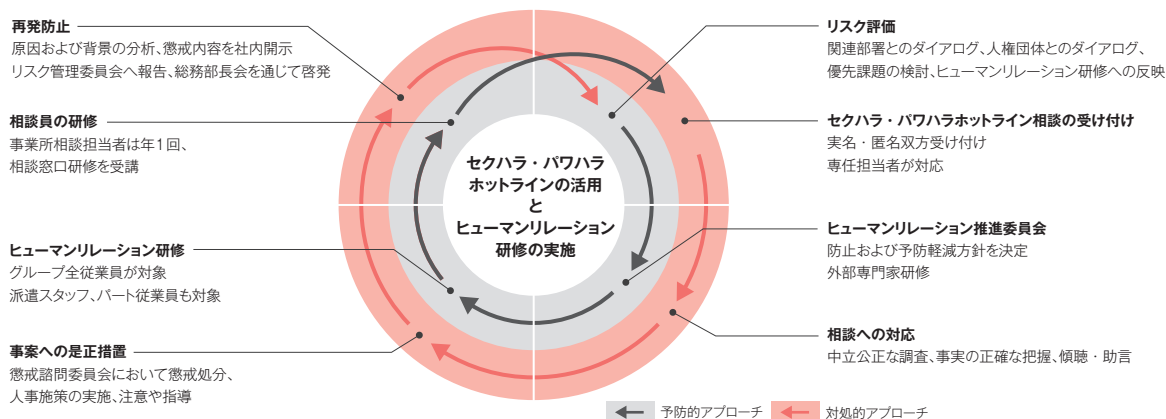 再発防止
原因および背景の分析、懲戒内容を社内開示
リスク管理委員会へ報告、総務部長会を通じて啓発
相談員の研修
事業所相談担当者は年1回、
相談窓口研修を受講
ヒューマンリレーション研修
グループ全従業員が対象
派遣スタッフ、パート従業員も対象
事案への是正措置
懲戒諮問委員会において懲戒処分、
人事施策の実施、注意や指導
セクハラ・パワハラ
ホットラインの活用
と
ヒューマンリレーション
研修の実施
リスク評価
関連部署とのダイアログ、人権団体とのダイアログ、
優先課題の検討、ヒューマンリレーション研修への反映
セクハラ・パワハラホットライン相談の受け付け
実名・匿名双方受け付け
専任担当者が対応
ヒューマンリレーション推進委員会
防止および予防軽減方針を決定
外部専門家研修
相談への対応
中立公正な調査、事実の正確な把握、傾聴・助言
予防的アプローチ
対処的アプローチ